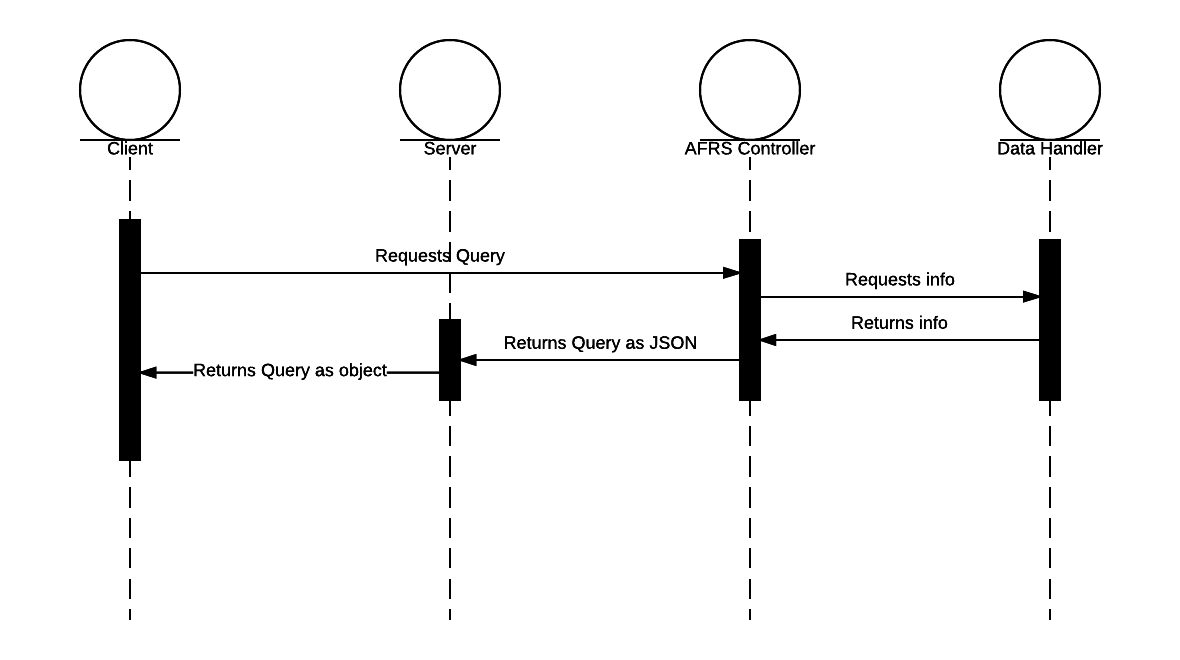 Client
Server
AFRS Controller
Data Handler
Requests Query
Requests info
Returns info
Returns Query as JSON
Returns Query as object